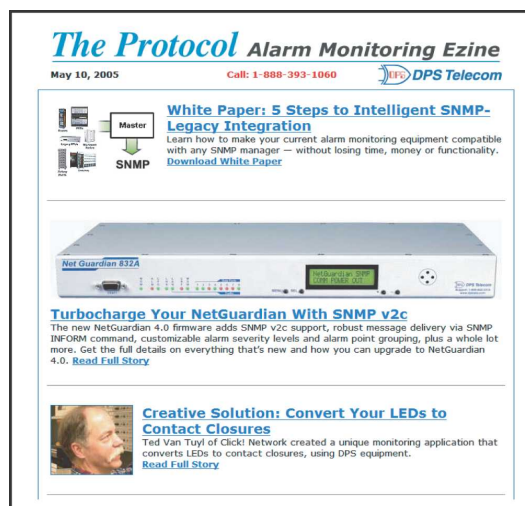 The Protocol Alarm Monitoring Ezine
May 10, 2005 Call: 1-888-393-1060 DPS DPS Telecom
White Paper: 5 Steps to Intelligent SNMP-
Legacy Integration
Learn how to make your current alarm monitoring equipment compatible
with any SNMP manager — without losing time, money or functionality.
Download White Paper
Master
SNMP
Net Guardian 832A
NetGuardian SNMP
COMM POWER OUT
DPS Telecom
Turbocharge Your NetGuardian With SNMP v2c
The new NetGuardian 4.0 firmware adds SNMP v2c support, robust message delivery via SNMP
INFORM command, customizable alarm severity levels and alarm point grouping, plus a whole lot
more. Get the full details on everything that's new and how you can upgrade to NetGuardian
4.0. Read Full Story
Creative Solution: Convert Your LEDs to
Contact Closures
Ted Van Tuyl of Click! Network created a unique monitoring application that
converts LEDs to contact closures, using DPS equipment.
Read Full Story